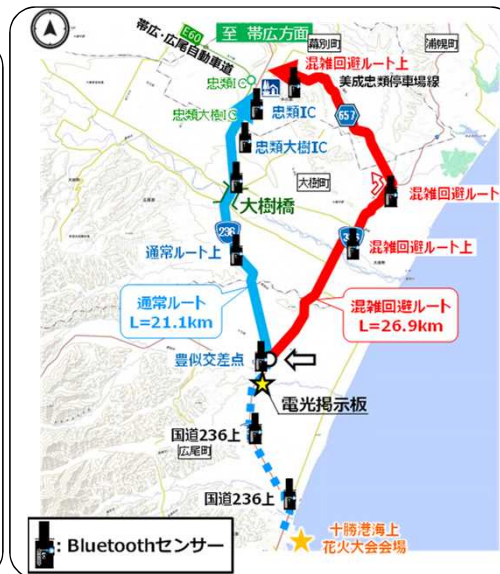 至 帯広方面
E60
帯広・広尾自動車道
幕別町
浦幌町
混雑回避ルート上
美成忠類停車場線
忠類IC
忠類大樹IC
忠類IC
657
忠類大樹IC
大樹町
大樹橋
混雑回避ルート
236
通常ルート上
混雑回避ルート上
通常ルート
L=21.1km
混雑回避ルート
L=26.9km
豊似交差点
電光掲示板
国道236上
広尾町
国道236上
十勝港海上
花火大会会場
: Bluetoothセンサー